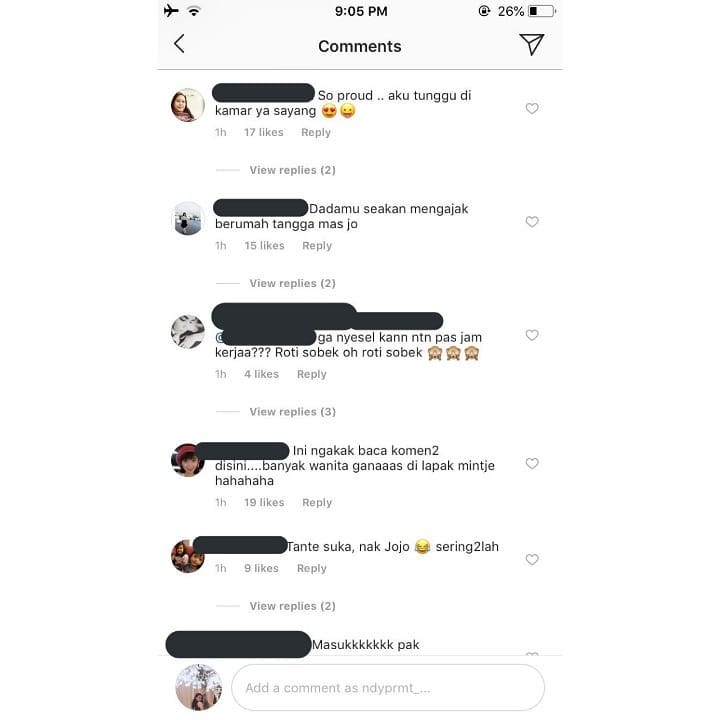 9:05 PM
26%
Comments
So proud .. aku tunggu di
kamar ya sayang 😍😛
1h 17 likes Reply
View replies (2)
Dadamu seakan mengajak
berumah tangga mas jo
1h 15 likes Reply
View replies (2)
@
ga nyesel kann ntn pas jam
kerjaa??? Roti sobek oh roti sobek 🙈🙈🙈
1h 4 likes Reply
View replies (3)
Ini ngakak baca komen2
disini....banyak wanita ganaaas di lapak mintje
hahahaha
1h 19 likes Reply
Tante suka, nak Jojo 😂 sering2lah
1h 9 likes Reply
View replies (2)
Masukkkkkkk pak
Add a comment as ndyprmt_...